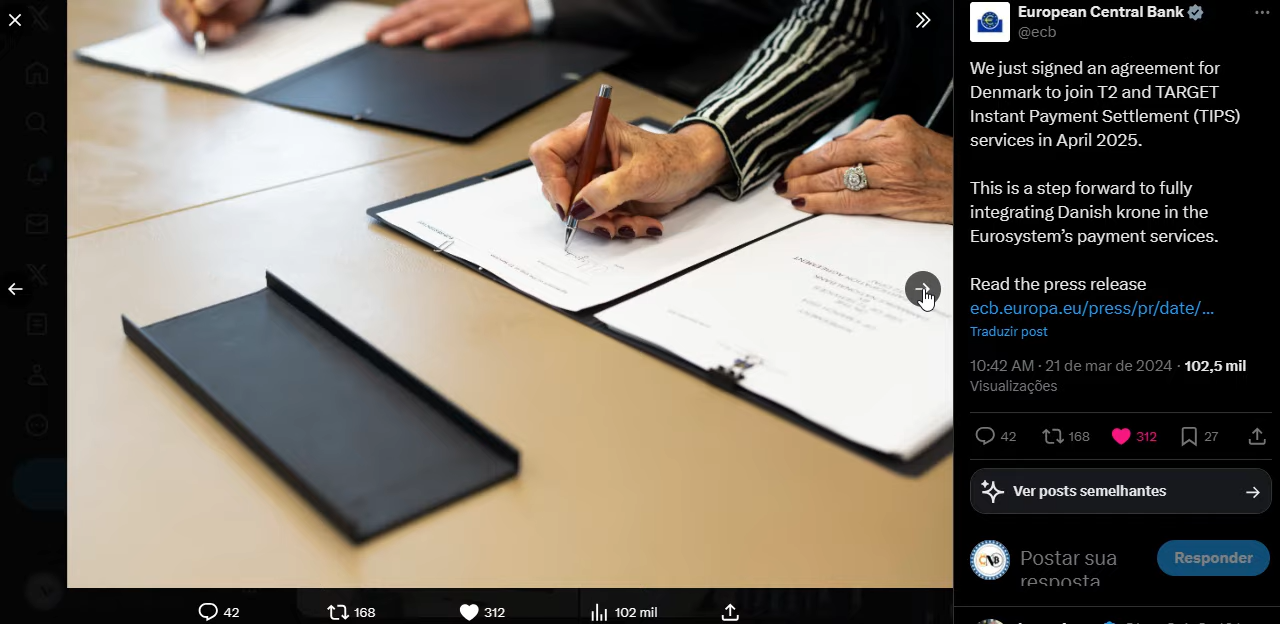 European Central Bank
@ecb
We just signed an agreement for
Denmark to join T2 and TARGET
Instant Payment Settlement (TIPS)
services in April 2025.
This is a step forward to fully
integrating Danish krone in the
Eurosystem’s payment services.
Read the press release
ecb.europa.eu/press/pr/date/...
Traduzir post
10:42 AM · 21 de mar de 2024 · 102,5 mil
Visualizações
42 168 312 27
Ver posts semelhantes
Postar sua
resposta
Responder
42 168 312 102 mil